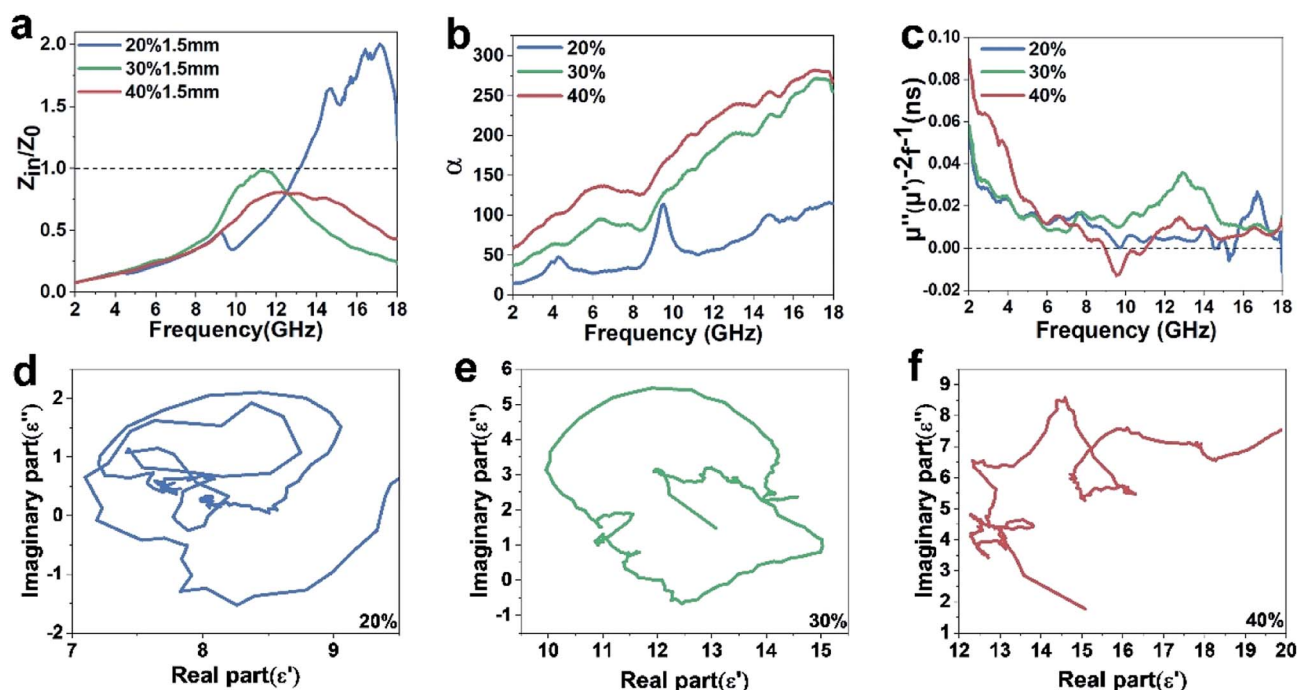 a
20%1.5mm
30%1.5mm
40%1.5mm
2.0
1.5
1.0
0.5
0.0
Z_in/Z_0
2 4 6 8 10 12 14 16 18
Frequency(GHz)
b
20%
30%
40%
300
250
200
150
100
50
0
α
2 4 6 8 10 12 14 16 18
Frequency (GHz)
c
20%
30%
40%
0.10
0.08
0.06
0.04
0.02
0.00
-0.02
μ''(μ')-2f-1(ns)
2 4 6 8 10 12 14 16 18
Frequency (GHz)
d
2
1
0
-1
-2
Imaginary part(ε'')
20%
7 8 9
Real part(ε')
e
6
5
4
3
2
1
0
-1
Imaginary part(ε'')
30%
10 11 12 13 14 15
Real part(ε')
f
9
8
7
6
5
4
3
2
1
Imaginary part(ε'')
40%
12 13 14 15 16 17 18 19 20
Real part(ε')